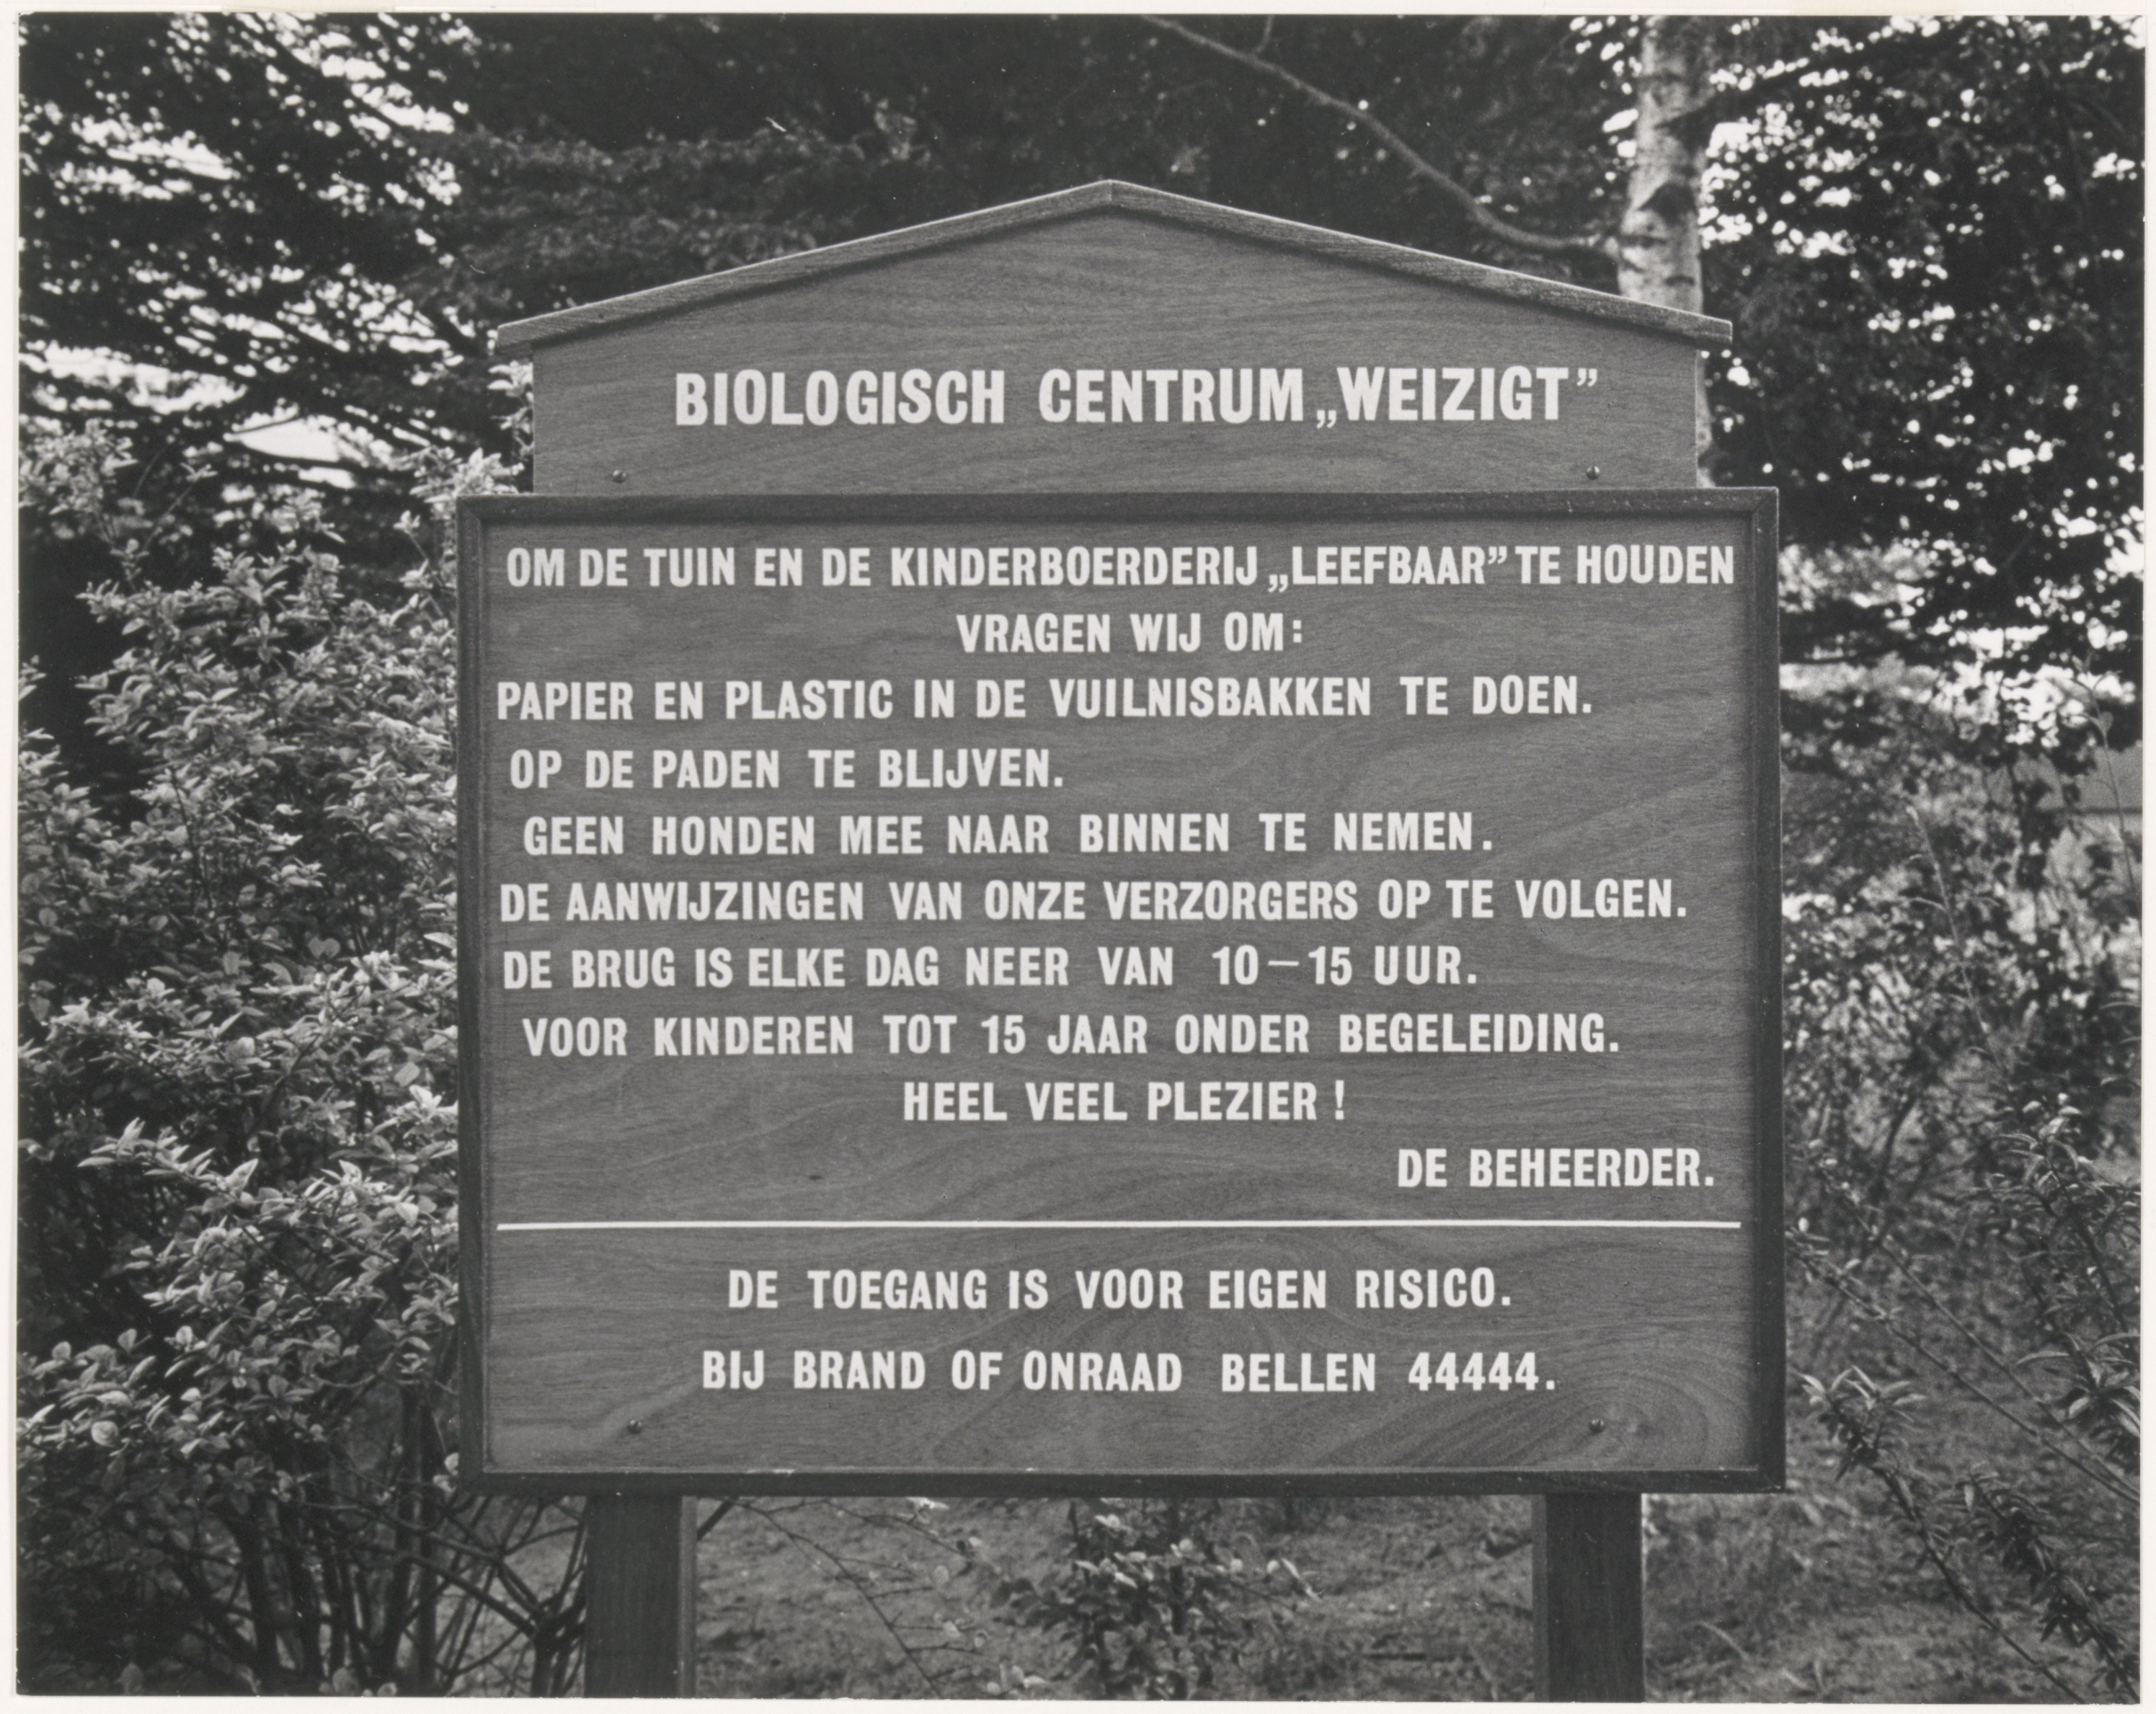 BIOLOGISCH CENTRUM „WEIZIGT”
OM DE TUIN EN DE KINDERBOERDERIJ „LEEFBAAR” TE HOUDEN
VRAGEN WIJ OM:
PAPIER EN PLASTIC IN DE VUILNISBAKKEN TE DOEN.
OP DE PADEN TE BLIJVEN.
GEEN HONDEN MEE NAAR BINNEN TE NEMEN.
DE AANWIJZINGEN VAN ONZE VERZORGERS OP TE VOLGEN.
DE BRUG IS ELKE DAG NEER VAN 10–15 UUR.
VOOR KINDEREN TOT 15 JAAR ONDER BEGELEIDING.
HEEL VEEL PLEZIER!
DE BEHEERDER.
DE TOEGANG IS VOOR EIGEN RISICO.
BIJ BRAND OF ONRAAD BELLEN 44444.